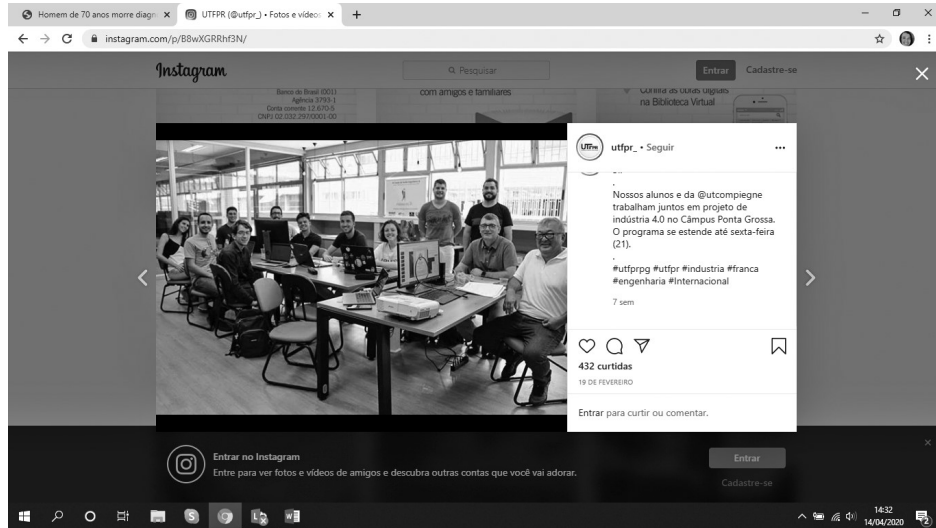 Homem de 70 anos morre diagn
UTFPR (@utfpr_) • Fotos e vídeos
instagram.com/p/B8wXGRRhf3N/
Instagram
Pesquisar
Entrar
Cadastre-se
Banco do Brasil (001)
Agência 3793-1
Conta corrente 12.670-5
CNPJ 02.032.297/0001-00
com amigos e familiares.
Confira as obras digitais
na Biblioteca Virtual
UTFPR
utfpr_ • Seguir
Nossos alunos e da @utcompiegne
trabalham juntos em projeto de
indústria 4.0 no Câmpus Ponta Grossa.
O programa se estende até sexta-feira
(21).
.
#utfprpg #utfpr #industria #franca
#engenharia #Internacional
7 sem
432 curtidas
19 DE FEVEREIRO
Entrar para curtir ou comentar.
Entrar no Instagram
Entre para ver fotos e vídeos de amigos e descubra outras contas que você vai adorar.
Entrar
Cadastre-se
14:32
14/04/2020